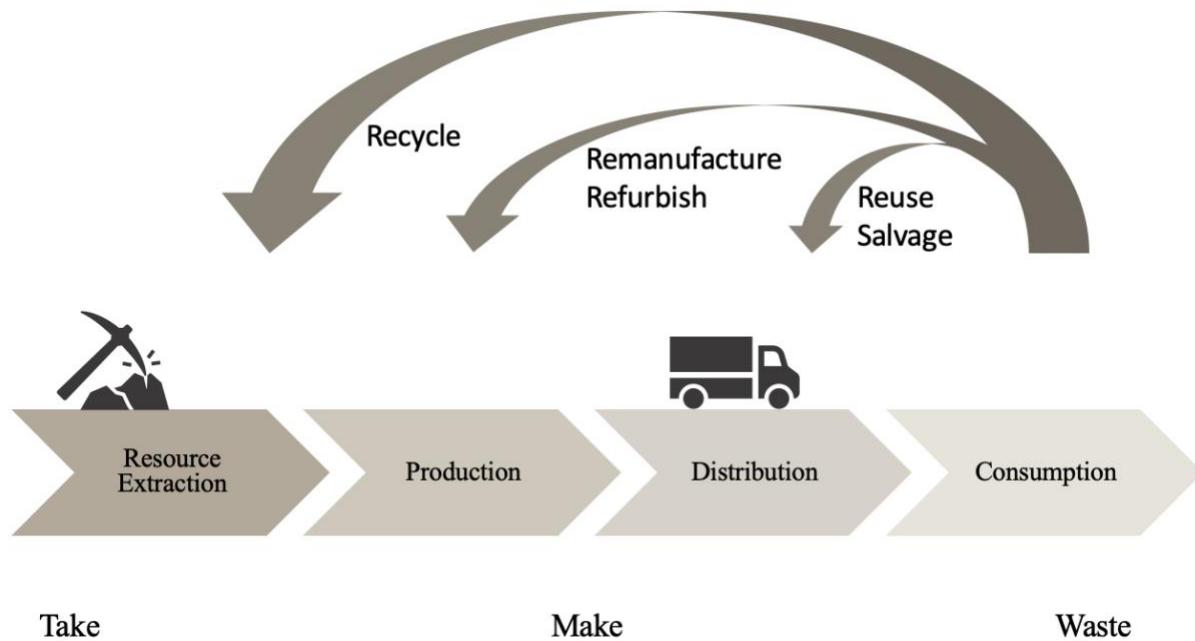 Recycle
Remanufacture
Refurbish
Reuse
Salvage
Resource
Extraction
Production
Distribution
Consumption
Take
Make
Waste